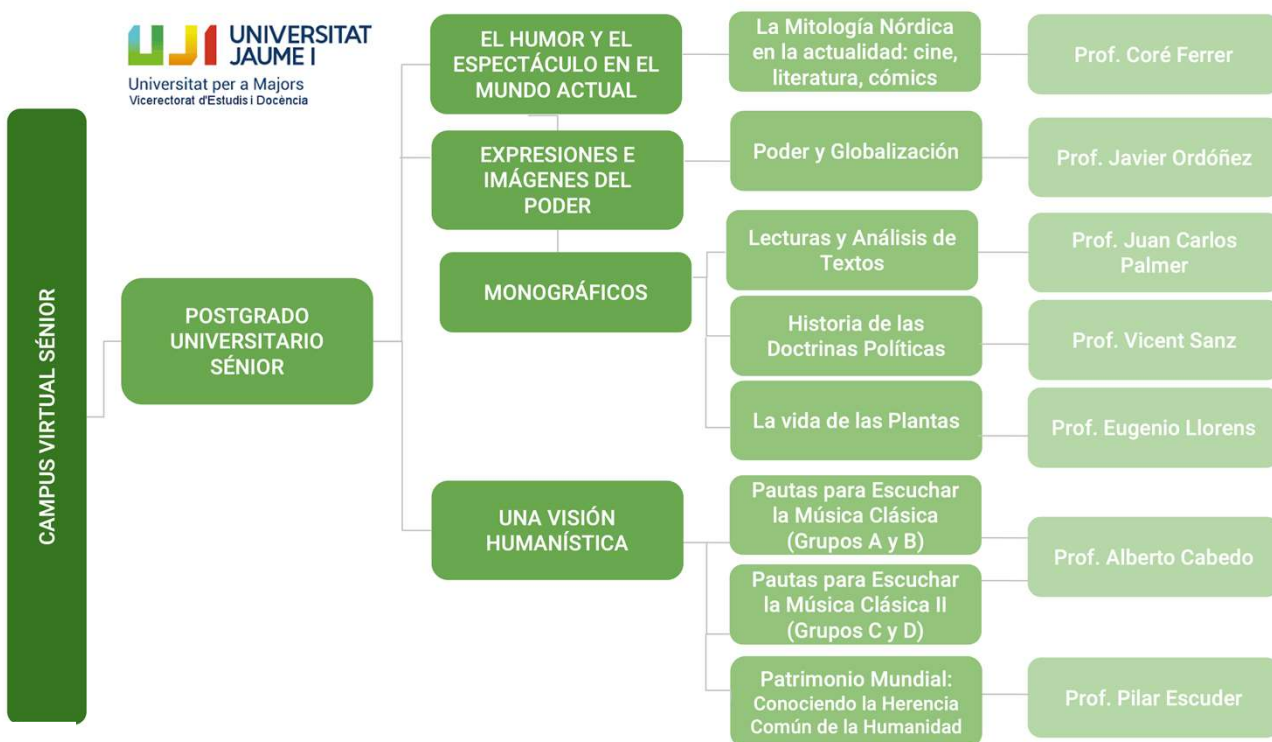 UJI UNIVERSITAT
JAUME I
Universitat per a Majors
Vicerectorat d'Estudis i Docència
CAMPUS VIRTUAL SÉNIOR
POSTGRADO
UNIVERSITARIO
SÉNIOR
EL HUMOR Y EL
ESPECTÁCULO EN EL
MUNDO ACTUAL
La Mitología Nórdica
en la actualidad: cine,
literatura, cómics
Prof. Coré Ferrer
EXPRESIONES E
IMÁGENES DEL
PODER
Poder y Globalización
Prof. Javier Ordóñez
MONOGRÁFICOS
Lecturas y Análisis de
Textos
Prof. Juan Carlos
Palmer
Historia de las
Doctrinas Políticas
Prof. Vicent Sanz
La vida de las Plantas
Prof. Eugenio Llorens
UNA VISIÓN
HUMANÍSTICA
Pautas para Escuchar
la Música Clásica
(Grupos A y B)
Pautas para Escuchar
la Música Clásica II
(Grupos C y D)
Prof. Alberto Cabedo
Patrimonio Mundial:
Conociendo la Herencia
Común de la Humanidad
Prof. Pilar Escuder